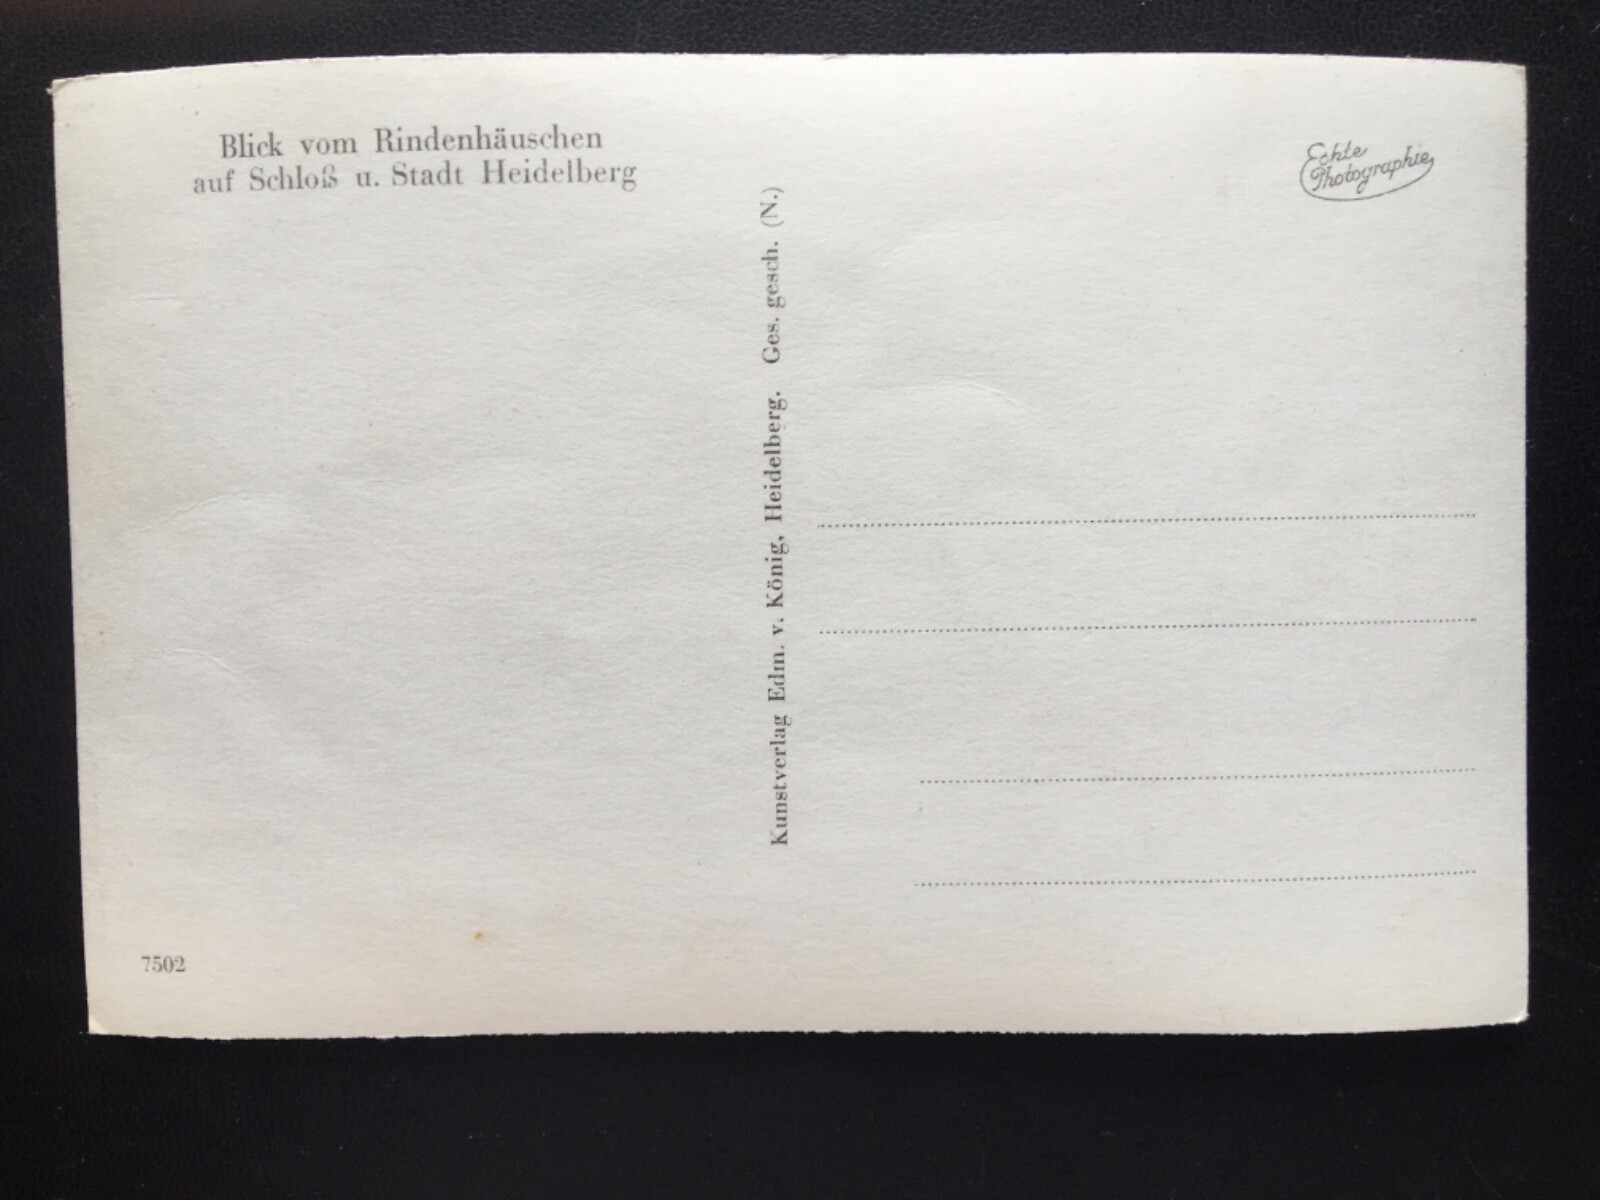 Blick vom Rindenhäuschen
auf Schloß u. Stadt Heidelberg
7502
Kunstverlag Edm. v. König, Heidelberg. Ges. gesch. (N.)
Echte
Photographie